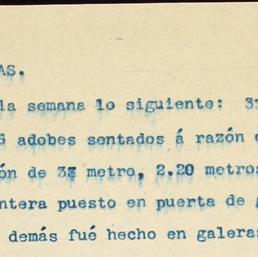 AS.
la semana lo siguiente: 3
6 adobes sentados á razón
ón de 3 metro, 2.20 metros
ntera puesto en puerta de
demás fué hecho en galeras